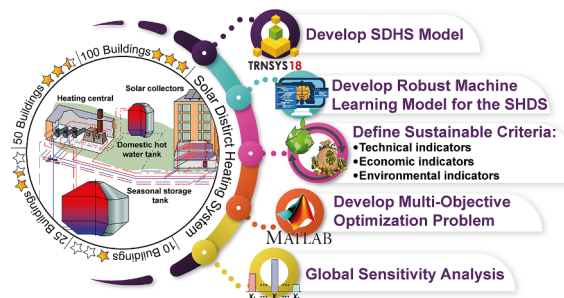 100 Buildings
50 Buildings
25 Buildings
10 Buildings
Solar Distirct Heating System
Solar collectors
Heating central
Domestic hot
water tank
Seasonal storage
tank
TRNSYS18
Develop SDHS Model
Develop Robust Machine
Learning Model for the SHDS
Define Sustainable Criteria:
•Technical indicators
•Economic indicators
•Environmental indicators
MATLAB
Develop Multi-Objective
Optimization Problem
Global Sensitivity Analysis